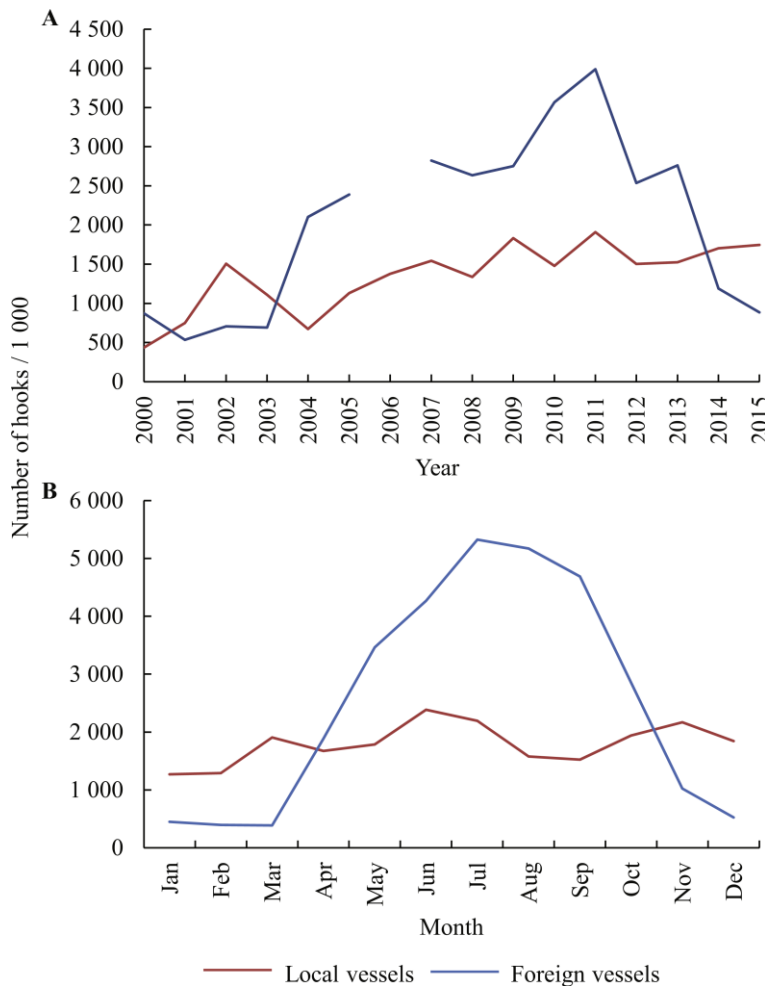 A
4 500
4 000
3 500
3 000
2 500
2 000
1 500
1 000
500
0
2000 2001 2002 2003 2004 2005 2006 2007 2008 2009 2010 2011 2012 2013 2014 2015
Year
Number of hooks / 1 000
B
6 000
5 000
4 000
3 000
2 000
1 000
0
Jan Feb Mar Apr May Jun Jul Aug Sep Oct Nov Dec
Month
Local vessels Foreign vessels